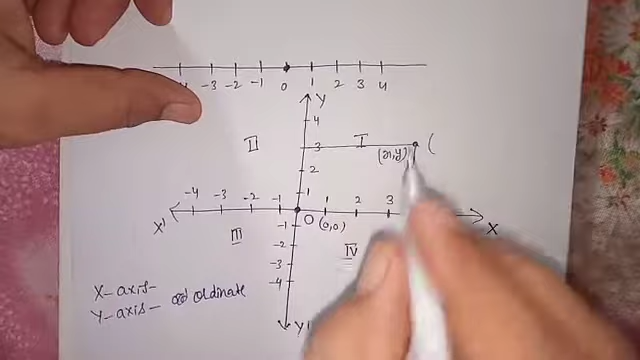 -4 -3 -2 -1 0 1 2 3 4
Y
4
II I (
3 (x,y)
2
1
-4 -3 -2 -1 1 2 3
X' O (0,0) X
-1
III IV
-2
-3
-4
X-axis-
Y-axis- ordinate
Y'